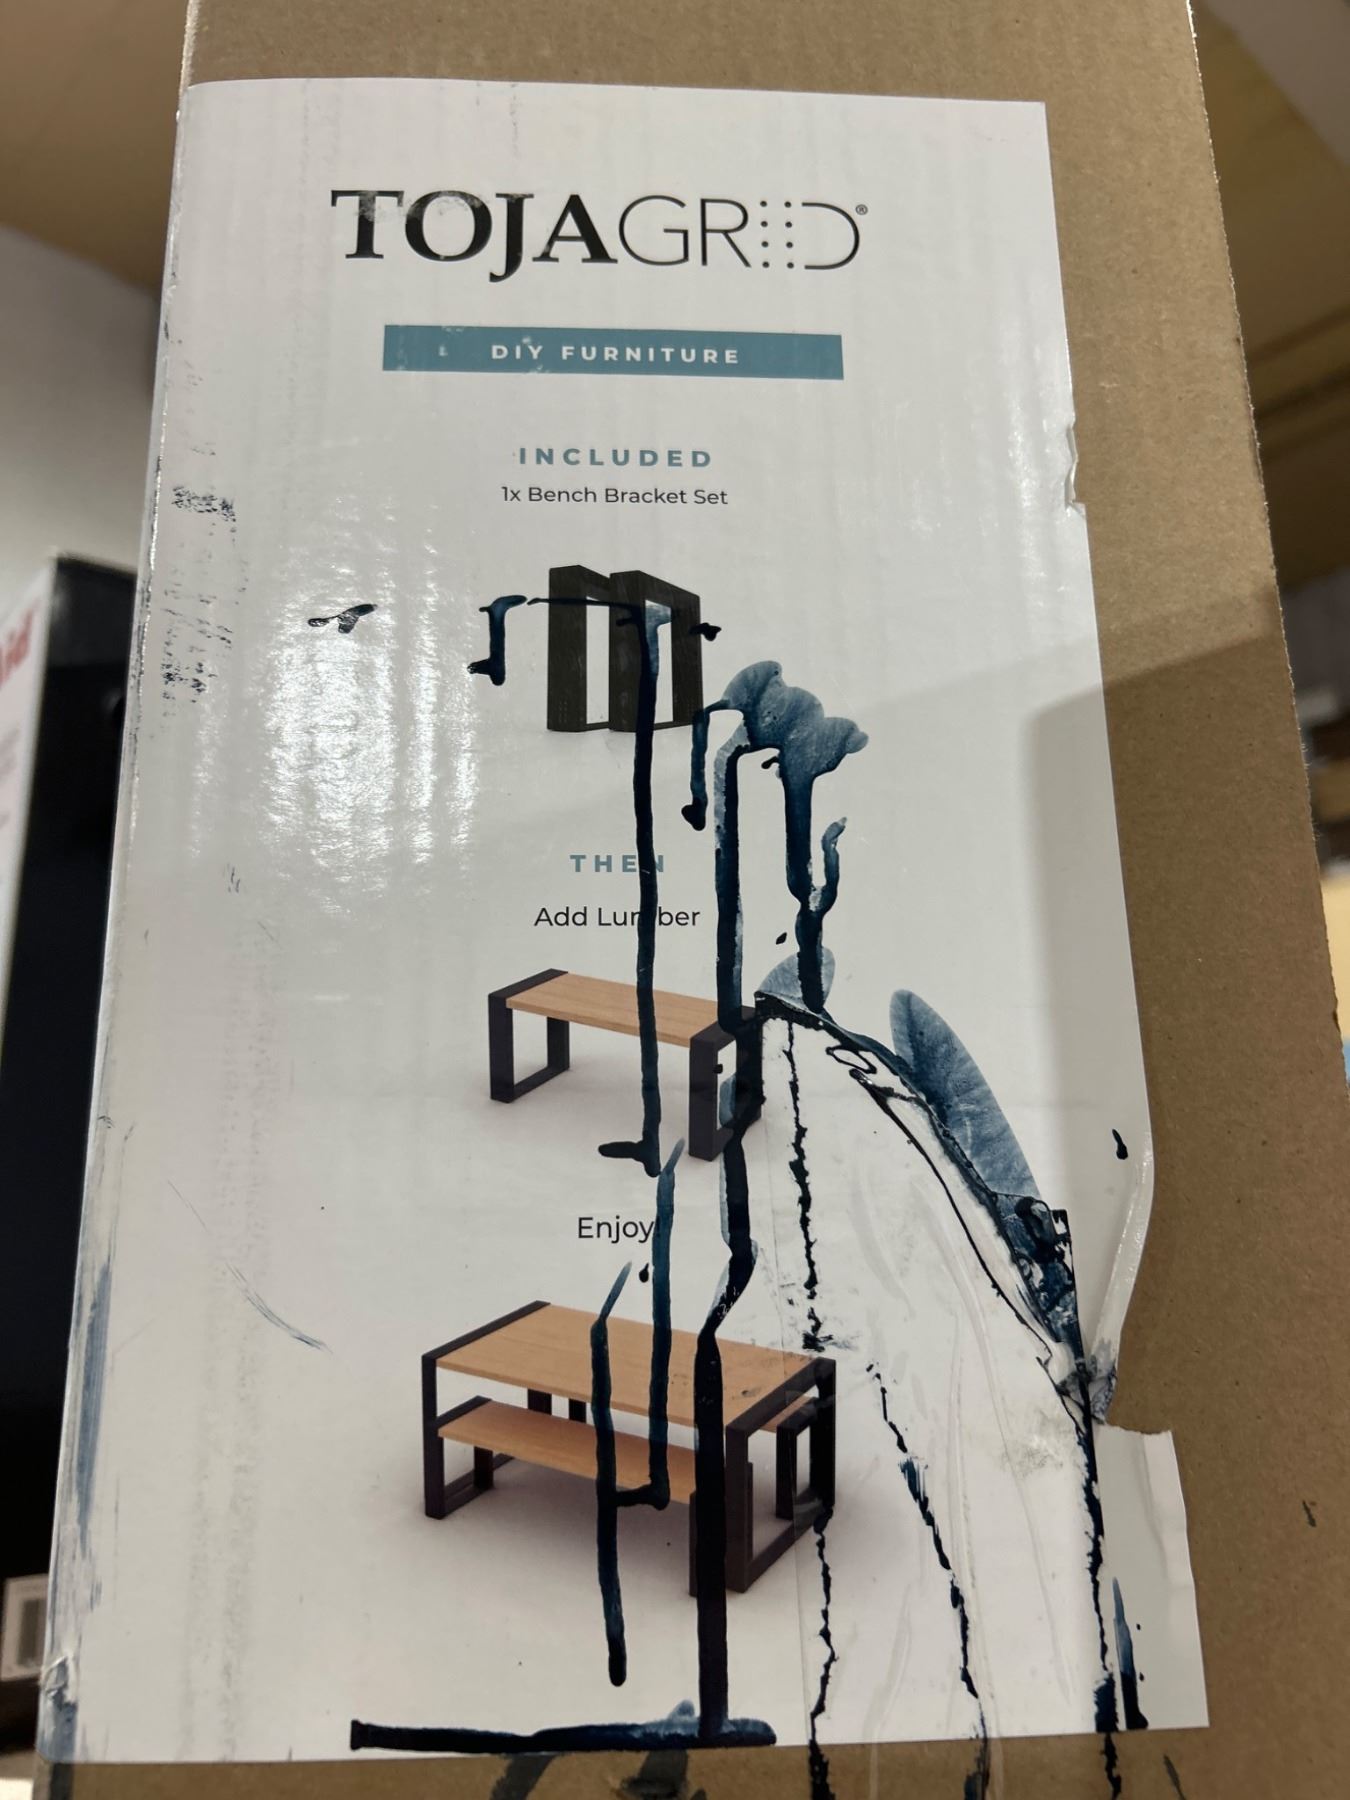 TOJAGRID®
DIY FURNITURE
INCLUDED
1x Bench Bracket Set
THEN
Add Lumber
Enjoy!